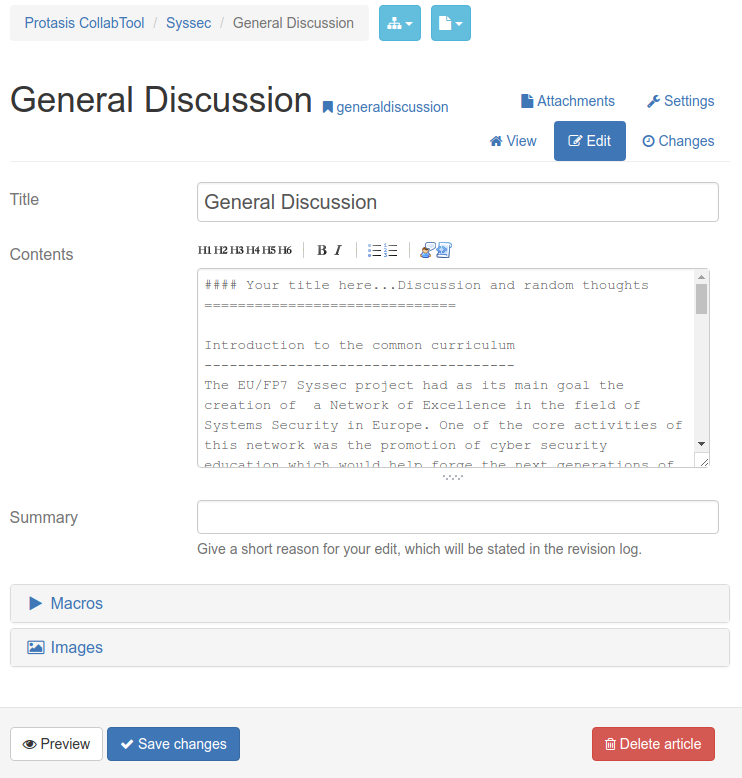 Protasis CollabTool / Syssec / General Discussion
General Discussion generaldiscussion
Attachments Settings
View Edit Changes
Title
General Discussion
Contents
H1 H2 H3 H4 H5 H6 B I
#### Your title here...Discussion and random thoughts
==============================
Introduction to the common curriculum
-------------------------------------
The EU/FP7 Syssec project had as its main goal the
creation of  a Network of Excellence in the field of
Systems Security in Europe. One of the core activities of
this network was the promotion of cyber security
education which would help forge the next generations of
Summary
Give a short reason for your edit, which will be stated in the revision log.
Macros
Images
Preview Save changes Delete article